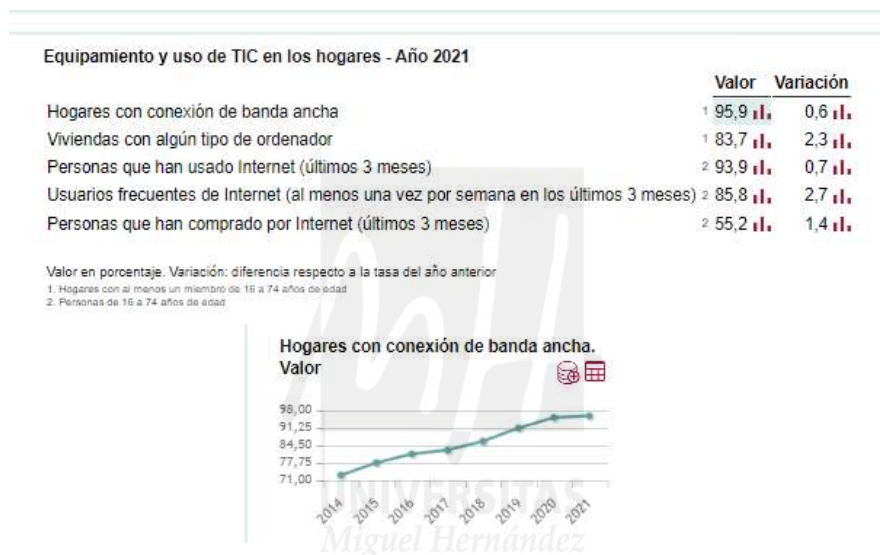 Equipamiento y uso de TIC en los hogares - Año 2021
Valor Variación
Hogares con conexión de banda ancha 1 95,9 0,6
Viviendas con algún tipo de ordenador 1 83,7 2,3
Personas que han usado Internet (últimos 3 meses) 2 93,9 0,7
Usuarios frecuentes de Internet (al menos una vez por semana en los últimos 3 meses) 2 85,8 2,7
Personas que han comprado por Internet (últimos 3 meses) 2 55,2 1,4
Valor en porcentaje. Variación: diferencia respecto a la tasa del año anterior
1. Hogares con al menos un miembro de 16 a 74 años de edad
2. Personas de 16 a 74 años de edad
Hogares con conexión de banda ancha.
Valor
98,00
91,25
84,50
77,75
71,00
2014 2015 2016 2017 2018 2019 2020 2021
UNIVERSITAS
Miguel Hernández